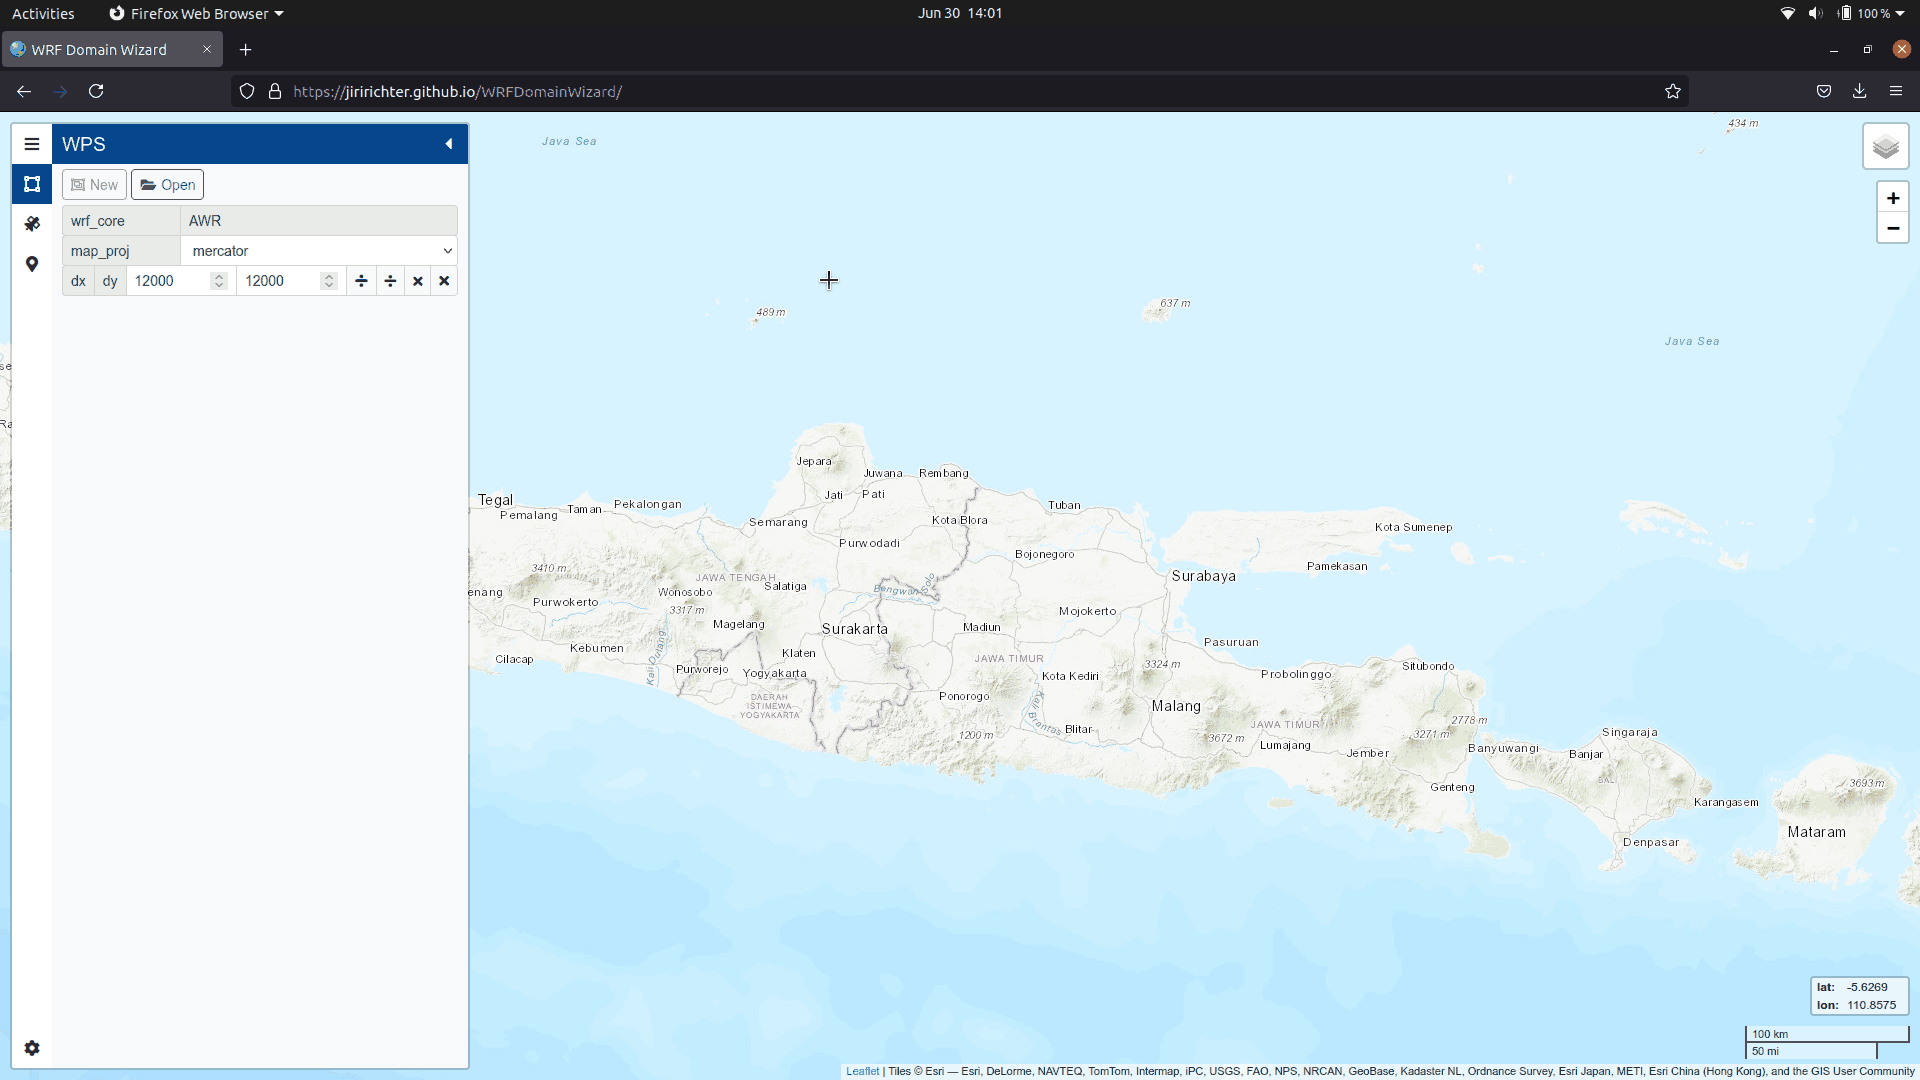 Activities
Firefox Web Browser
Jun 30 14:01
100 %
WRF Domain Wizard
https://jiririchter.github.io/WRFDomainWizard/
WPS
New
Open
wrf_core
AWR
map_proj
mercator
dx
dy
12000
12000
Java Sea
434 m
489 m
637 m
Java Sea
Jepara
Juwana
Rembang
Jati
Pati
Tegal
Pemalang
Taman
Pekalongan
Semarang
Kota Blora
Tuban
Kota Sumenep
Purwodadi
Bojonegoro
Pamekasan
3410 m
JAWA TENGAH
Salatiga
Surabaya
enang
Purwokerto
Wonosobo
3317 m
Bengwan Solo
Mojokerto
Magelang
Surakarta
Madiun
Pasuruan
Kebumen
Cilacap
Kali Dulang
Klaten
JAWA TIMUR
3324 m
Situbondo
Purworejo
Yogyakarta
Kota Kediri
Probolinggo
DAERAH
ISTIMEWA
YOGYAKARTA
Ponorogo
Kali Brantas
Malang
JAWA TIMUR
2778 m
1200 m
Blitar
3672 m
Lumajang
3271 m
Jember
Banyuwangi
Singaraja
Banjar
BALI
Genteng
Karangasem
3693 m
Mataram
Denpasar
lat: -5.6269
lon: 110.8575
100 km
50 mi
Leaflet | Tiles © Esri — Esri, DeLorme, NAVTEQ, TomTom, Intermap, iPC, USGS, FAO, NPS, NRCAN, GeoBase, Kadaster NL, Ordnance Survey, Esri Japan, METI, Esri China (Hong Kong), and the GIS User Community